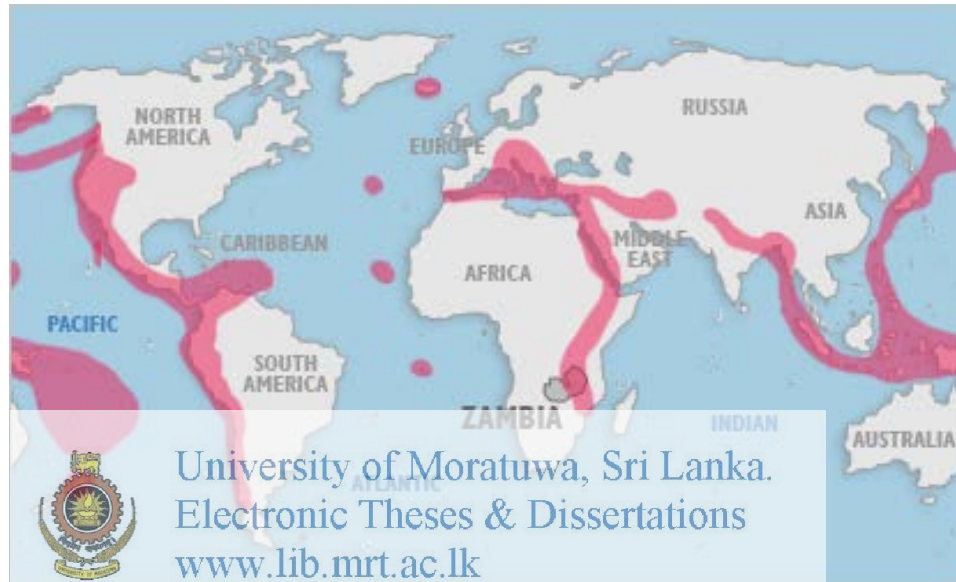 NORTH
AMERICA
RUSSIA
EUROPE
ASIA
CARIBBEAN
MIDDLE
EAST
AFRICA
PACIFIC
SOUTH
AMERICA
ZAMBIA
INDIAN
AUSTRALIA
ATLANTIC
University of Moratuwa, Sri Lanka.
Electronic Theses & Dissertations
www.lib.mrt.ac.lk